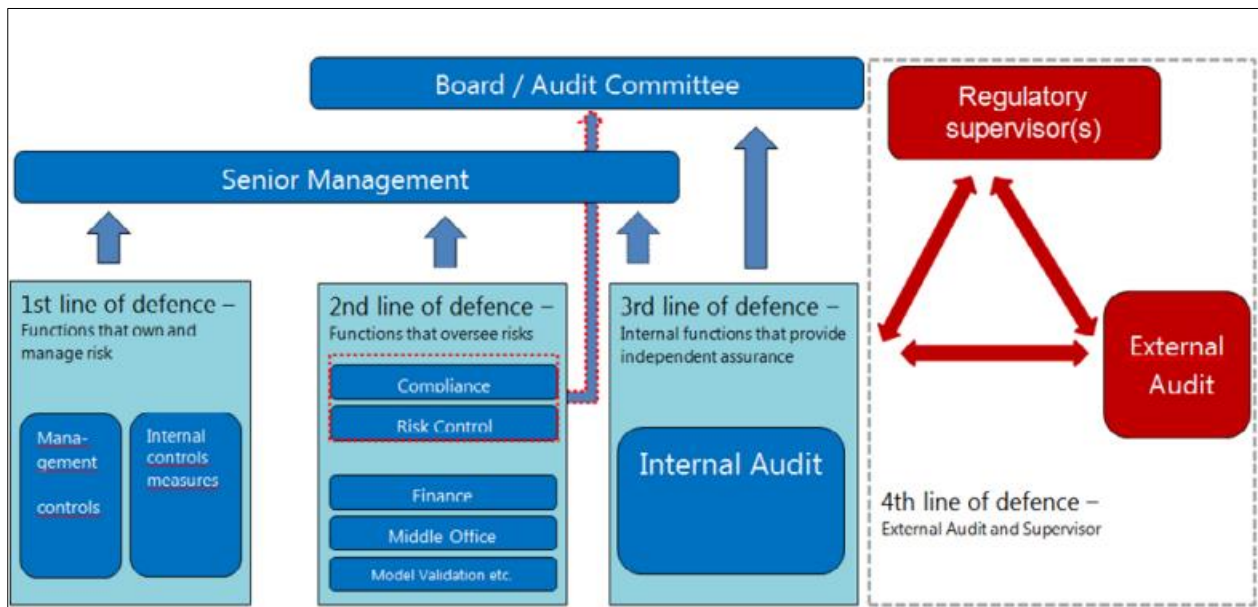 Board / Audit Committee
Senior Management
1st line of defence –
Functions that own and
manage risk
Mana-
gement
controls
Internal
controls
measures
2nd line of defence –
Functions that oversee risks
Compliance
Risk Control
Finance
Middle Office
Model Validation etc.
3rd line of defence –
Internal functions that provide
independent assurance
Internal Audit
Regulatory
supervisor(s)
External
Audit
4th line of defence –
External Audit and Supervisor